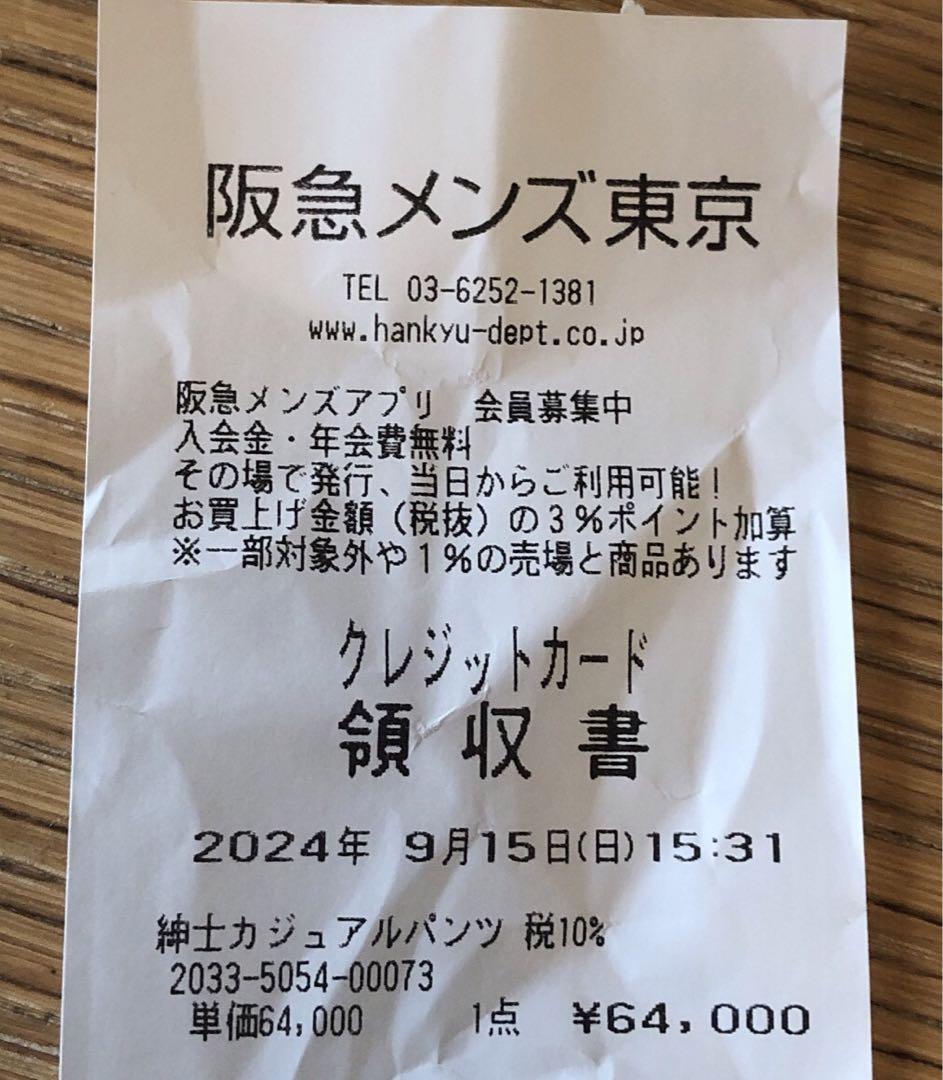 阪急メンズ東京
TEL 03-6252-1381
www.hankyu-dept.co.jp
阪急メンズアプリ 会員募集中
入会金・年会費無料
その場で発行、当日からご利用可能！
お買上げ金額（税抜）の３％ポイント加算
※一部対象外や１％の売場と商品あります
クレジットカード
領収書
2024年 9月15日(日)15:31
紳士カジュアルパンツ 税10%
2033-5054-00073
単価64,000 1点 ¥64,000